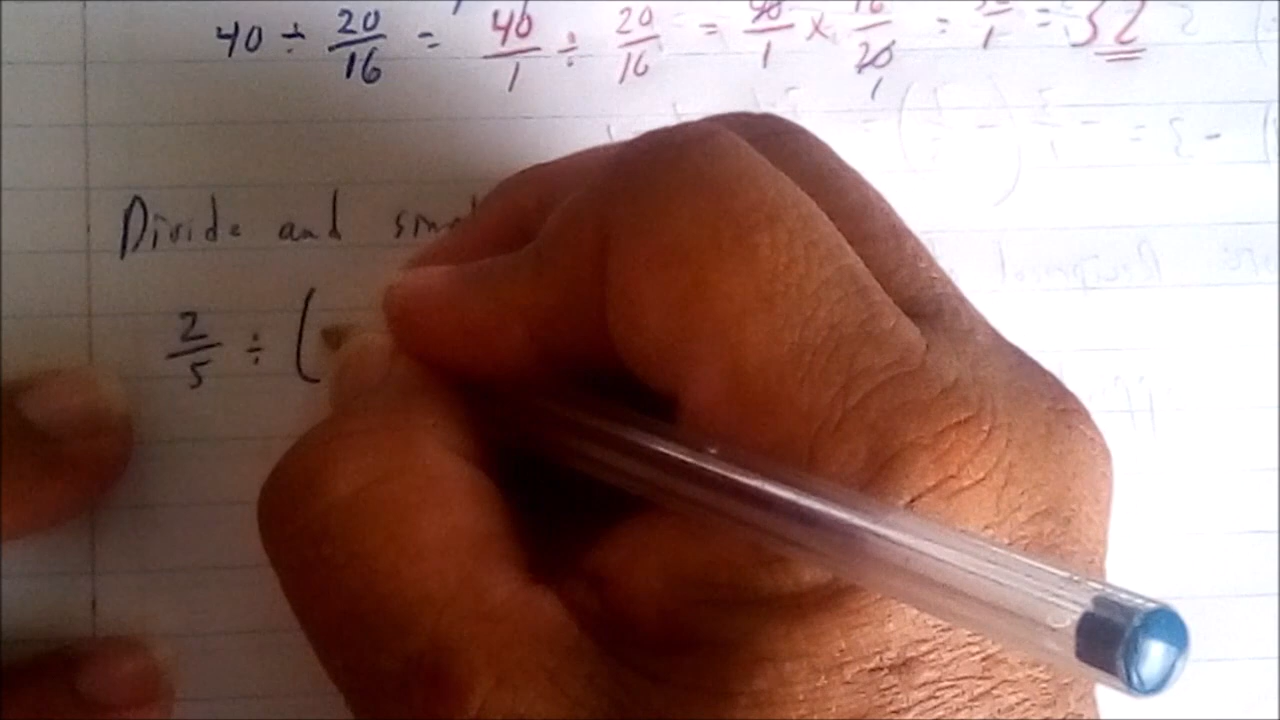 40 ÷ 20/16 = 40/1 ÷ 20/16 = 40/1 × 16/20 = 32/1 = 32
Divide and
2/5 ÷ (